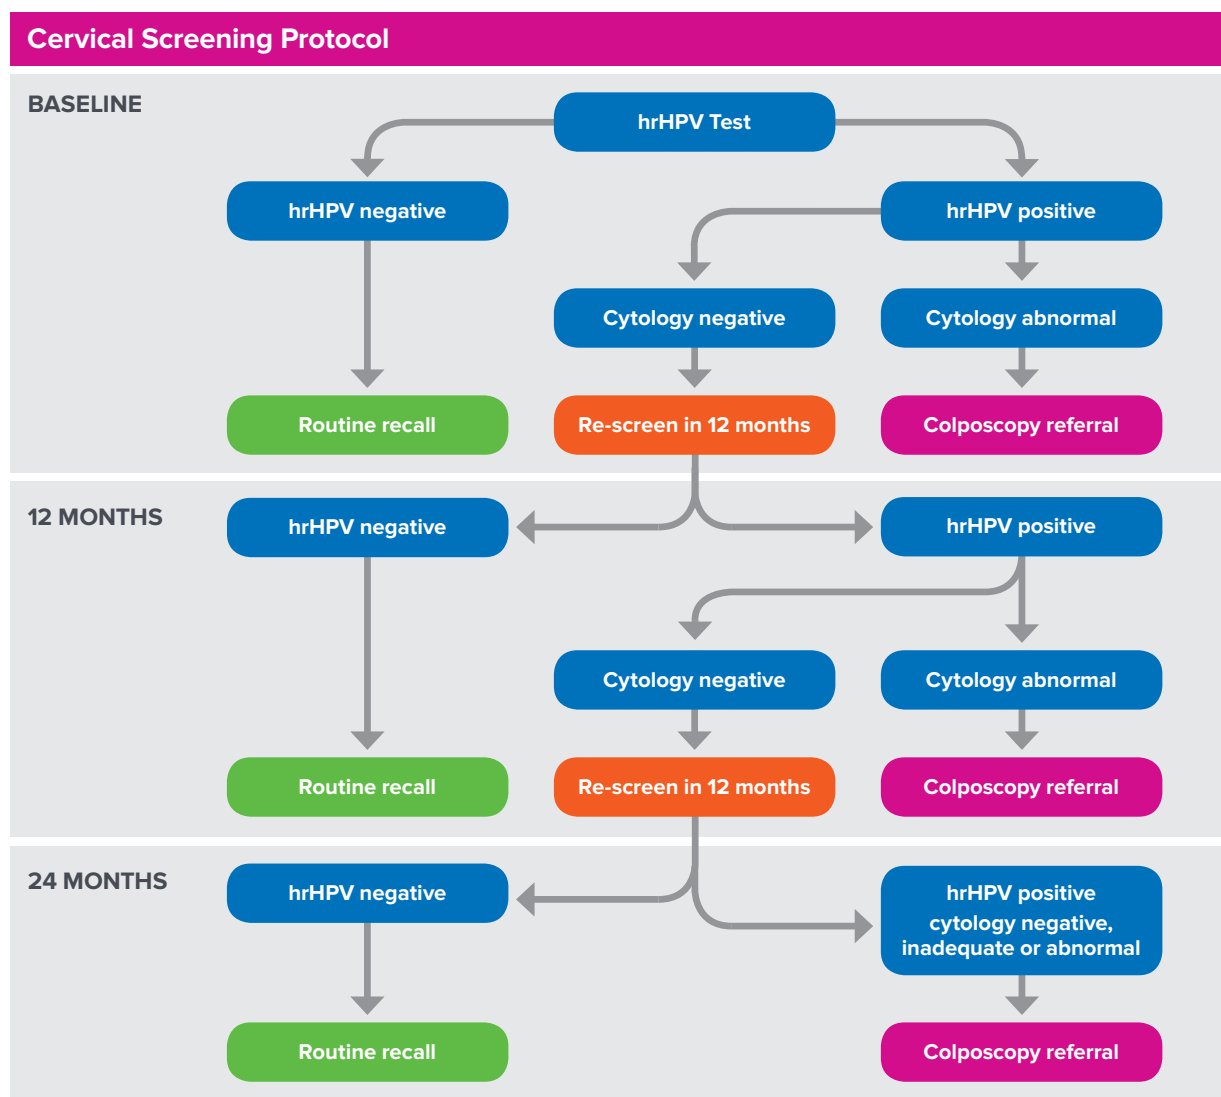 Cervical Screening Protocol
BASELINE
hrHPV Test
hrHPV negative
hrHPV positive
Cytology negative
Cytology abnormal
Routine recall
Re-screen in 12 months
Colposcopy referral
12 MONTHS
hrHPV negative
hrHPV positive
Cytology negative
Cytology abnormal
Routine recall
Re-screen in 12 months
Colposcopy referral
24 MONTHS
hrHPV negative
hrHPV positive
cytology negative,
inadequate or abnormal
Routine recall
Colposcopy referral